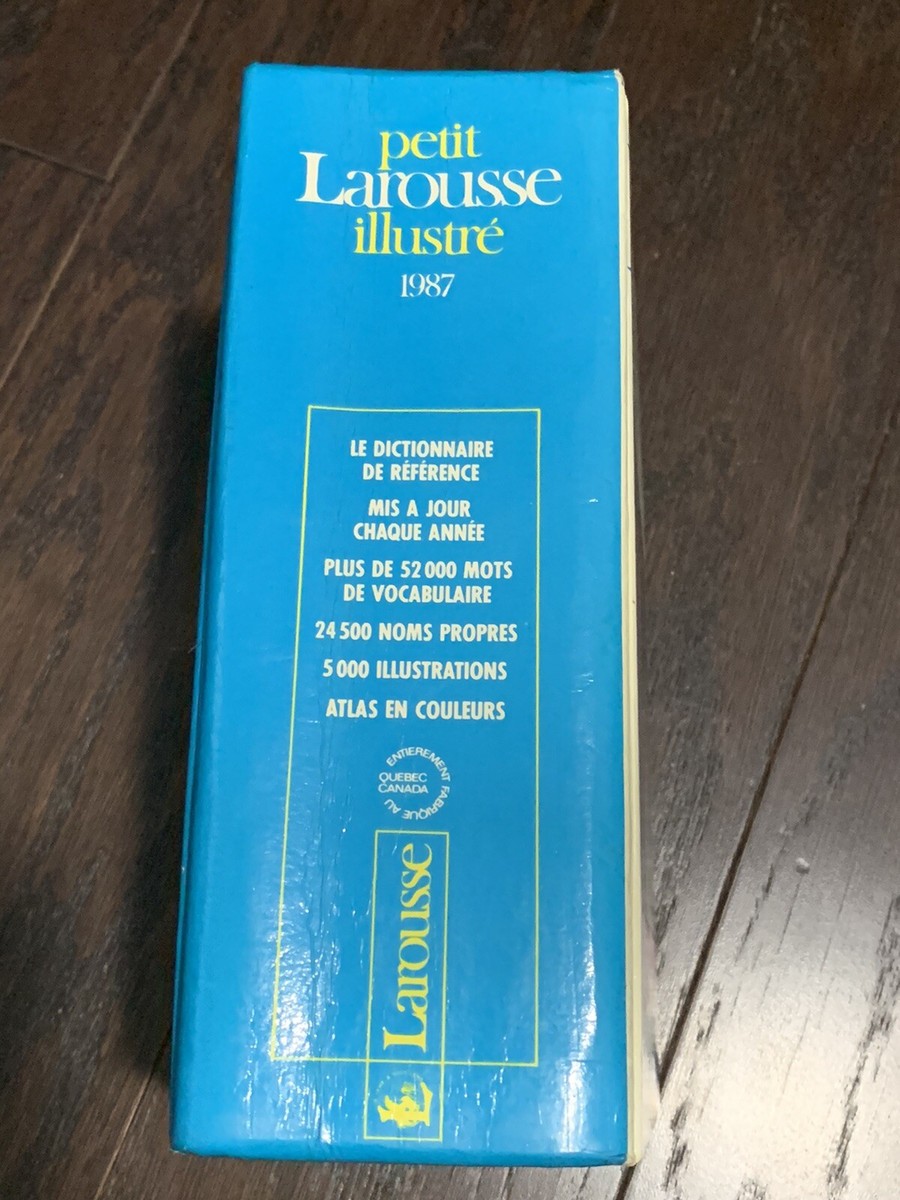 petit
Larousse
illustré
1987
LE DICTIONNAIRE
DE RÉFÉRENCE
MIS A JOUR
CHAQUE ANNÉE
PLUS DE 52 000 MOTS
DE VOCABULAIRE
24 500 NOMS PROPRES
5 000 ILLUSTRATIONS
ATLAS EN COULEURS
ENTIEREMENT FABRIQUE AU
QUEBEC
CANADA
Larousse
L